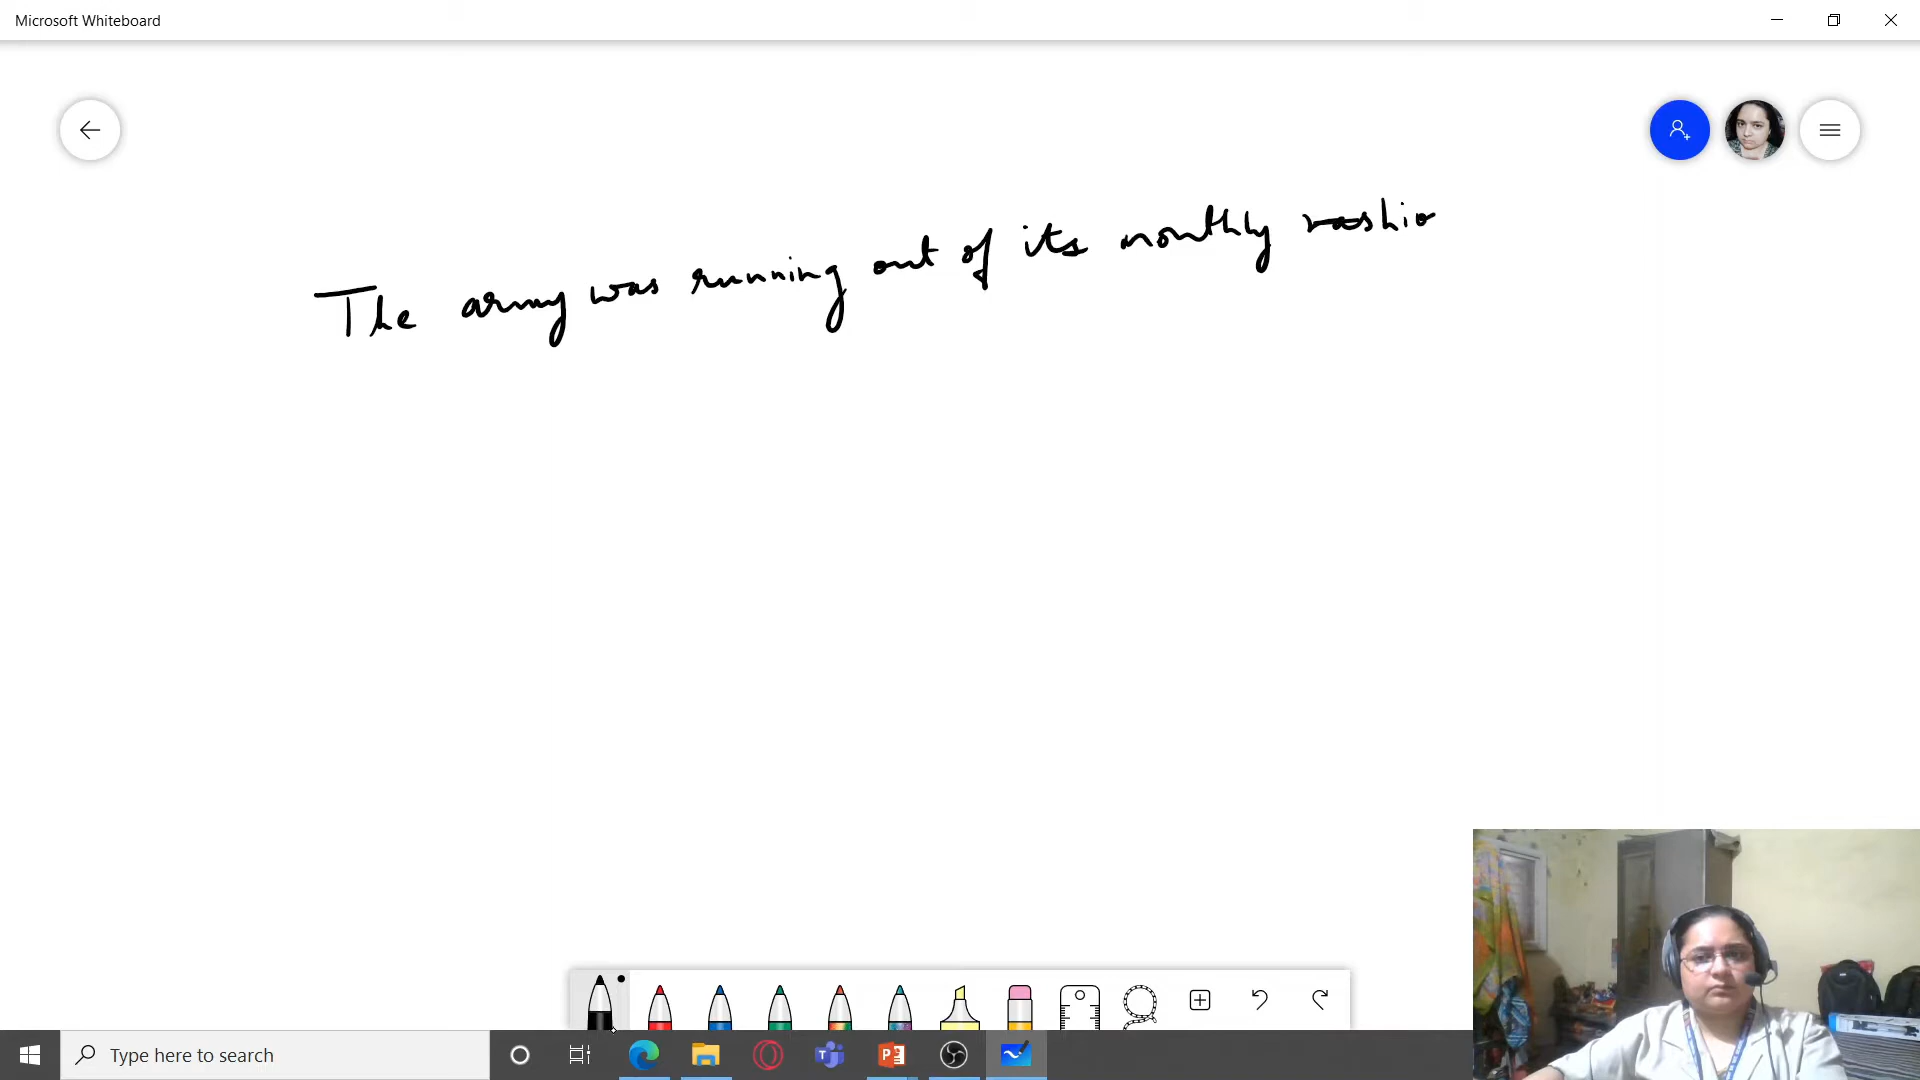 Microsoft Whiteboard
The army was running out of its monthly rashio
Type here to search